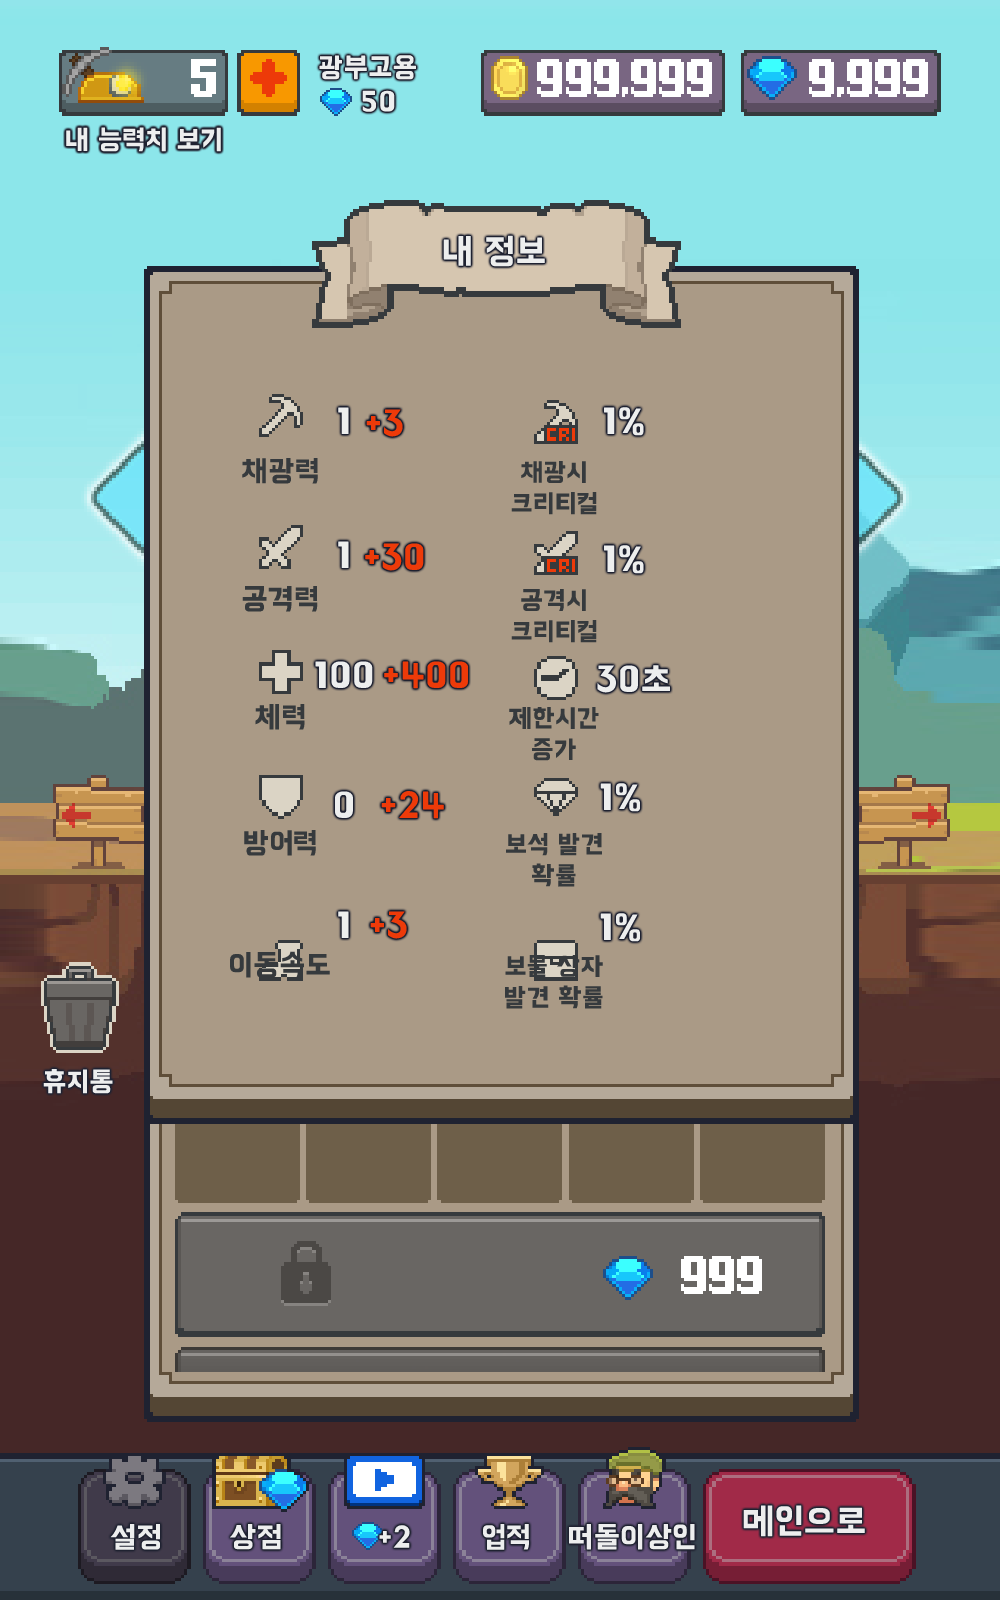 5
광부고용
50
999,999
9,999
내 능력치 보기
내 정보
1 +3
채광력
CRI
1%
채광시
크리티컬
1 +30
공격력
CRI
1%
공격시
크리티컬
100 +400
체력
30초
제한시간
증가
0 +24
방어력
1%
보석 발견
확률
1 +3
이동속도
1%
보물 상자
발견 확률
휴지통
999
설정
상점
+2
업적
떠돌이상인
메인으로